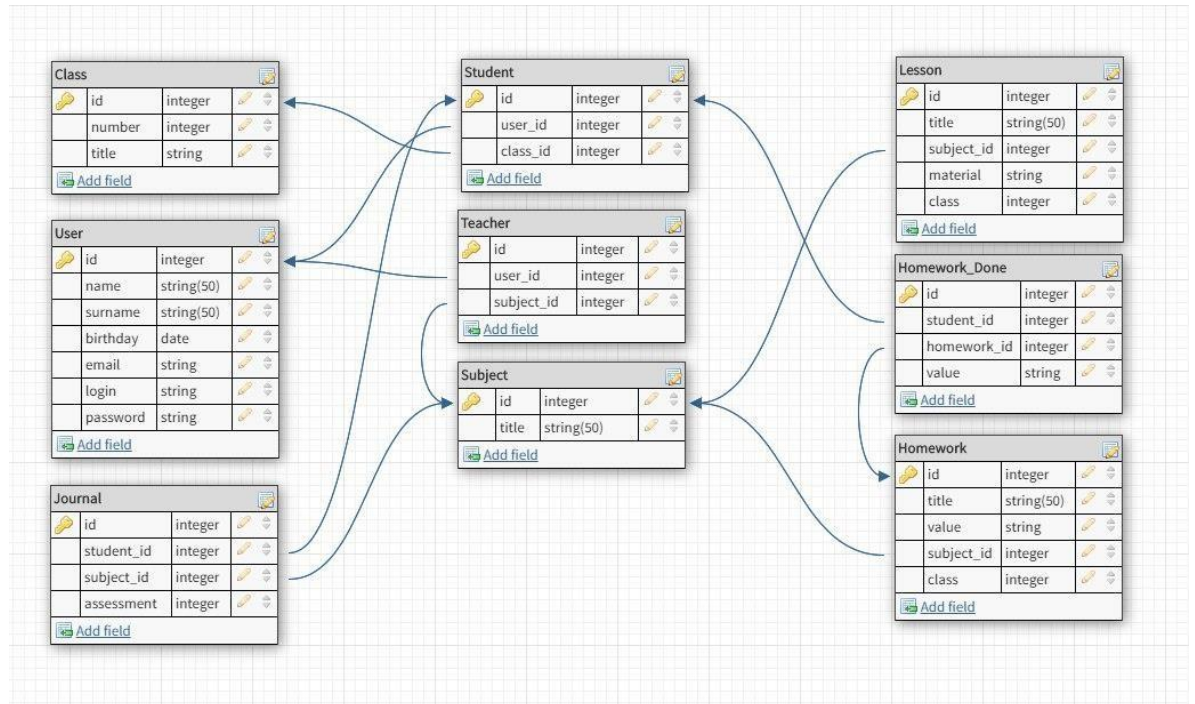 Class
id integer
number integer
title string
Add field
User
id integer
name string(50)
surname string(50)
birthday date
email string
login string
password string
Add field
Journal
id integer
student_id integer
subject_id integer
assessment integer
Add field
Student
id integer
user_id integer
class_id integer
Add field
Teacher
id integer
user_id integer
subject_id integer
Add field
Subject
id integer
title string(50)
Add field
Lesson
id integer
title string(50)
subject_id integer
material string
class integer
Add field
Homework_Done
id integer
student_id integer
homework_id integer
value string
Add field
Homework
id integer
title string(50)
value string
subject_id integer
class integer
Add field